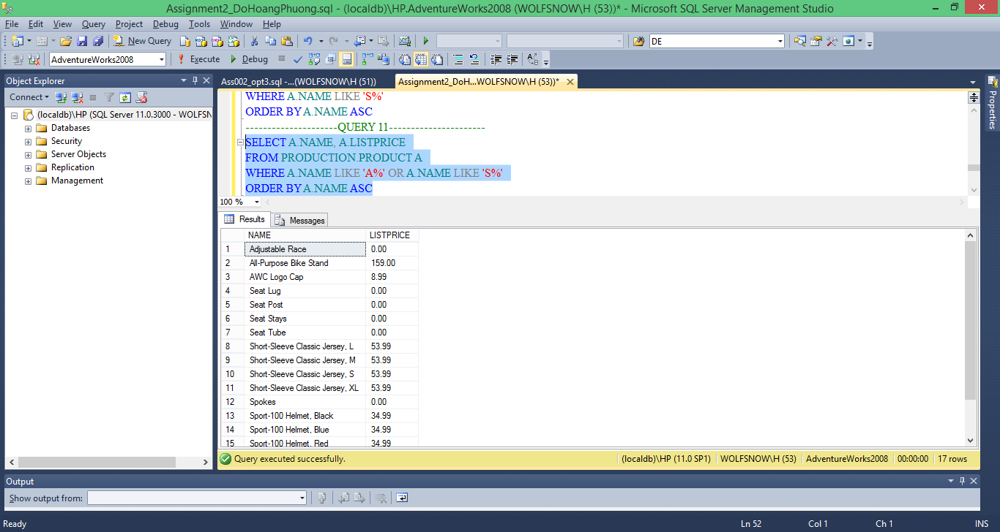 Assignment2_DoHoangPhuong.sql - (localdb)\HP.AdventureWorks2008 (WOLFSNOW\H (53))* - Microsoft SQL Server Management Studio
File Edit View Query Project Debug Tools Window Help
New Query DE
AdventureWorks2008 Execute Debug
Object Explorer
Connect
(localdb)\HP (SQL Server 11.0.3000 - WOLFSN
Databases
Security
Server Objects
Replication
Management
Ass002_opt3.sql -...(WOLFSNOW\H (51)) Assignment2_DoH...WOLFSNOW\H (53))*
WHERE A.NAME LIKE 'S%'
ORDER BY A.NAME ASC
---------------------QUERY 11----------------------
SELECT A.NAME, A.LISTPRICE
FROM PRODUCTION.PRODUCT A
WHERE A.NAME LIKE 'A%' OR A.NAME LIKE 'S%'
ORDER BY A.NAME ASC
100 %
Results Messages
NAME LISTPRICE
1 Adjustable Race 0.00
2 All-Purpose Bike Stand 159.00
3 AWC Logo Cap 8.99
4 Seat Lug 0.00
5 Seat Post 0.00
6 Seat Stays 0.00
7 Seat Tube 0.00
8 Short-Sleeve Classic Jersey, L 53.99
9 Short-Sleeve Classic Jersey, M 53.99
10 Short-Sleeve Classic Jersey, S 53.99
11 Short-Sleeve Classic Jersey, XL 53.99
12 Spokes 0.00
13 Sport-100 Helmet, Black 34.99
14 Sport-100 Helmet, Blue 34.99
15 Sport-100 Helmet, Red 34.99
Query executed successfully. (localdb)\HP (11.0 SP1) WOLFSNOW\H (53) AdventureWorks2008 00:00:00 17 rows
Properties
Output
Show output from:
Ready Ln 52 Col 1 Ch 1 INS